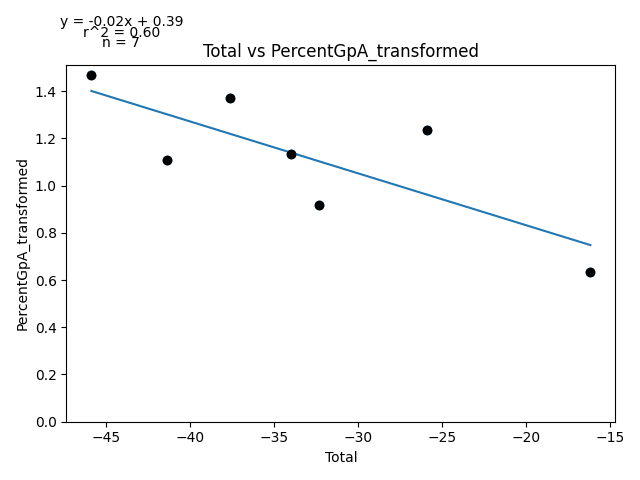 y = -0.02x + 0.39
r^2 = 0.60
n = 7
Total vs PercentGpA_transformed
1.4
1.2
1.0
0.8
0.6
0.4
0.2
0.0
PercentGpA_transformed
−45
−40
−35
−30
−25
−20
−15
Total